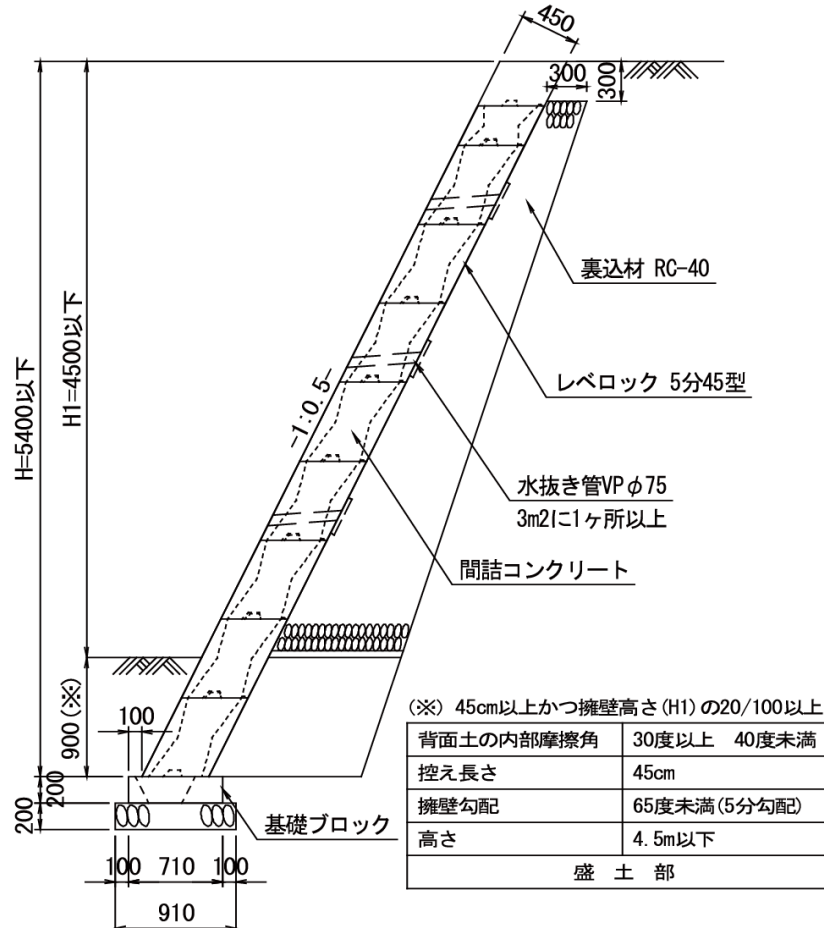 450
300
300
裏込材 RC-40
H=5400以下
H1=4500以下
レベロック 5分45型
-1:0.5-
水抜き管VPφ75
3m2に1ヶ所以上
間詰コンクリート
900(※)
100
(※) 45cm以上かつ擁壁高さ(H1)の20/100以上
背面土の内部摩擦角 30度以上 40度未満
控え長さ 45cm
擁壁勾配 65度未満(5分勾配)
高さ 4.5m以下
盛土部
200
200
基礎ブロック
100 710 100
910